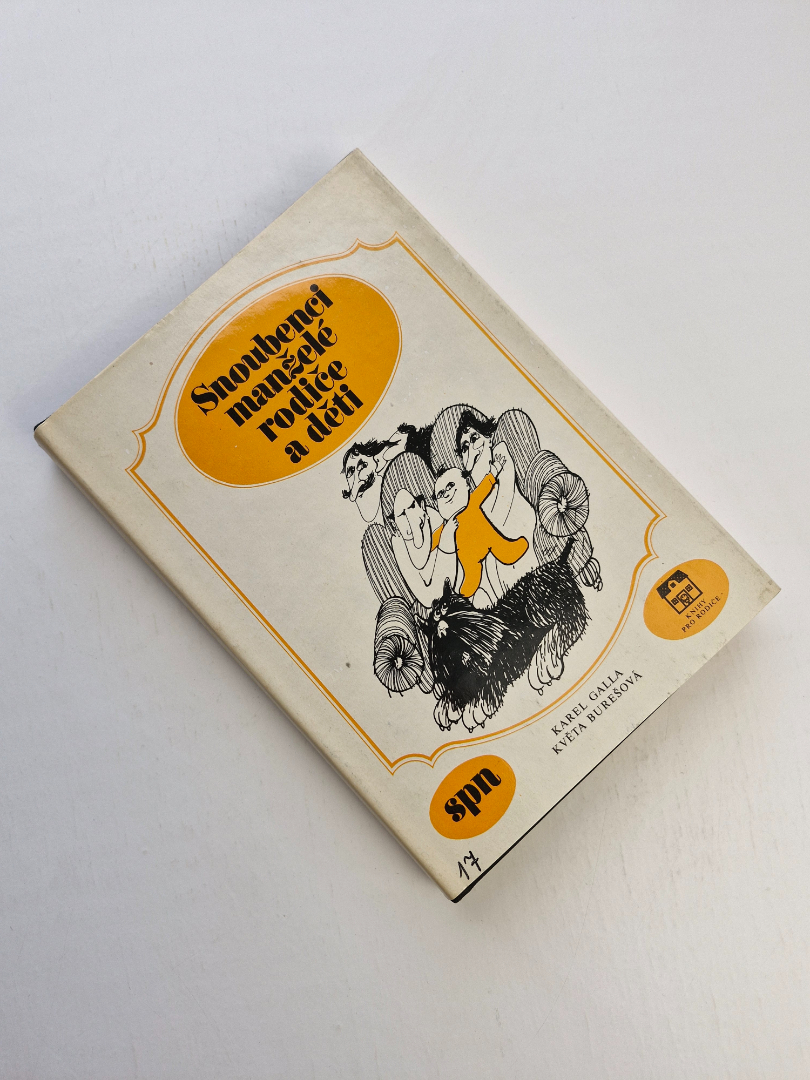 Snoubenci
manželé
rodiče
a děti
KNIHY
PRO RODIČE
KAREL GALLA
KVĚTA BUREŠOVÁ
spn
17